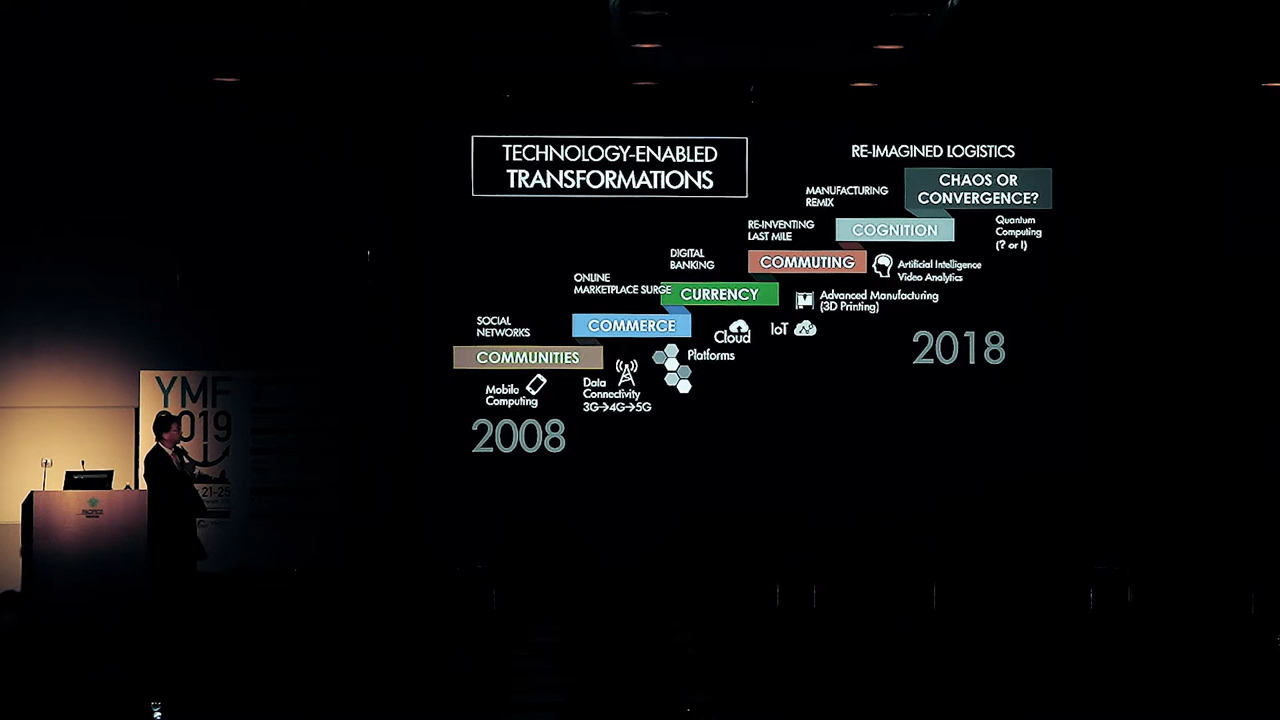 TECHNOLOGY-ENABLED
TRANSFORMATIONS
RE-IMAGINED LOGISTICS
CHAOS OR
CONVERGENCE?
MANUFACTURING
REMIX
COGNITION
Quantum
Computing
(? or !)
RE-INVENTING
LAST MILE
COMMUTING
Artificial Intelligence
Video Analytics
DIGITAL
BANKING
CURRENCY
Advanced Manufacturing
(3D Printing)
ONLINE
MARKETPLACE SURGE
COMMERCE
Cloud
IoT
SOCIAL
NETWORKS
COMMUNITIES
Platforms
Mobile
Computing
Data
Connectivity
3G→4G→5G
2008
2018
YMF
2019
21-25